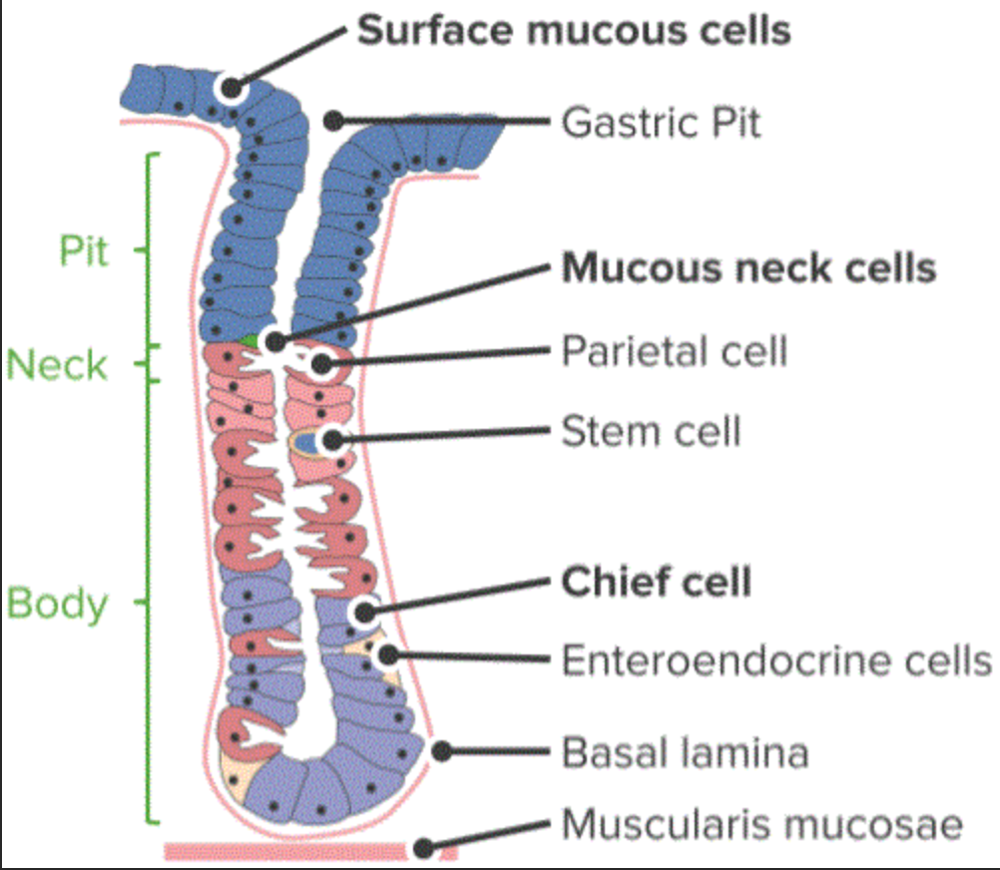 Surface mucous cells
Gastric Pit
Pit
Mucous neck cells
Neck
Parietal cell
Stem cell
Chief cell
Body
Enteroendocrine cells
Basal lamina
Muscularis mucosae